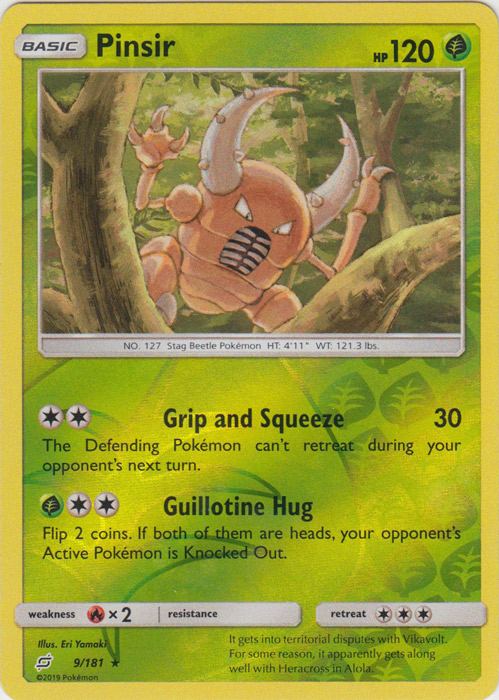 BASIC Pinsir HP 120
NO. 127 Stag Beetle Pokémon HT: 4'11" WT: 121.3 lbs.
Grip and Squeeze 30
The Defending Pokémon can't retreat during your
opponent's next turn.
Guillotine Hug
Flip 2 coins. If both of them are heads, your opponent's
Active Pokémon is Knocked Out.
weakness ×2 resistance retreat
Illus. Eri Yamaki
9/181 ★
©2019 Pokémon
It gets into territorial disputes with Vikavolt.
For some reason, it apparently gets along
well with Heracross in Alola.